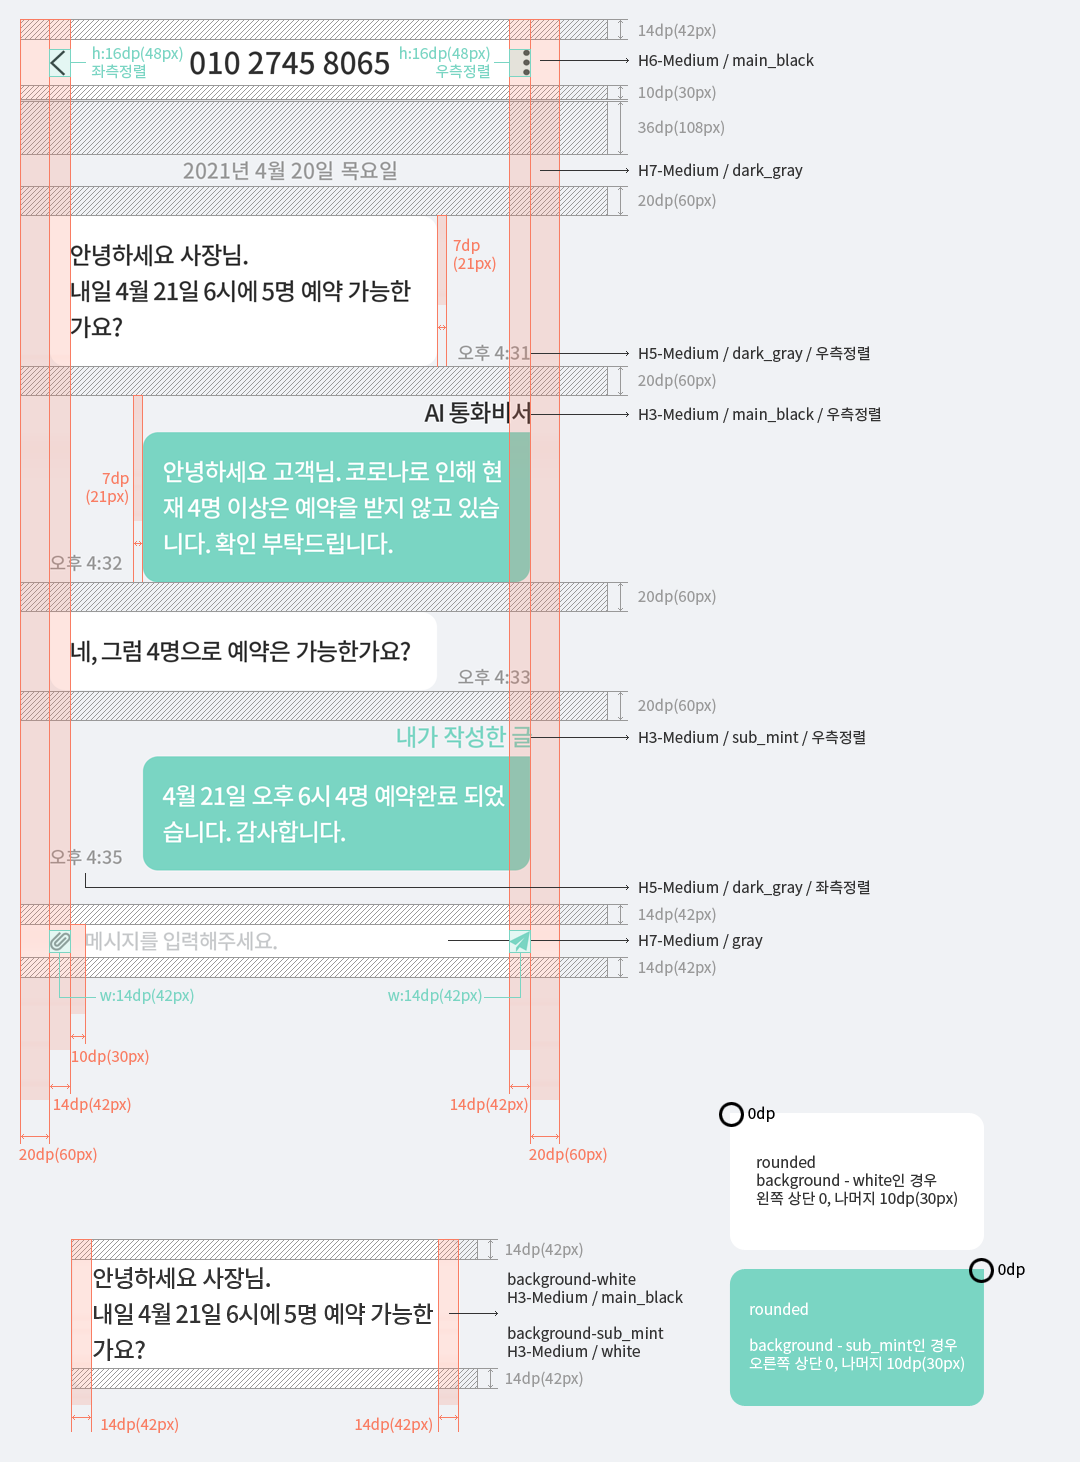 14dp(42px)
h:16dp(48px)
좌측정렬
010 2745 8065
h:16dp(48px)
우측정렬
H6-Medium / main_black
10dp(30px)
36dp(108px)
2021년 4월 20일 목요일
H7-Medium / dark_gray
20dp(60px)
안녕하세요 사장님.
내일 4월 21일 6시에 5명 예약 가능한
가요?
7dp
(21px)
오후 4:31
H5-Medium / dark_gray / 우측정렬
20dp(60px)
AI 통화비서
H3-Medium / main_black / 우측정렬
안녕하세요 고객님. 코로나로 인해 현
재 4명 이상은 예약을 받지 않고 있습
니다. 확인 부탁드립니다.
7dp
(21px)
오후 4:32
20dp(60px)
네, 그럼 4명으로 예약은 가능한가요?
오후 4:33
20dp(60px)
내가 작성한 글
H3-Medium / sub_mint / 우측정렬
4월 21일 오후 6시 4명 예약완료 되었
습니다. 감사합니다.
오후 4:35
H5-Medium / dark_gray / 좌측정렬
14dp(42px)
메시지를 입력해주세요.
H7-Medium / gray
14dp(42px)
w:14dp(42px)
w:14dp(42px)
10dp(30px)
14dp(42px)
14dp(42px)
20dp(60px)
20dp(60px)
0dp
rounded
background - white인 경우
왼쪽 상단 0, 나머지 10dp(30px)
14dp(42px)
안녕하세요 사장님.
내일 4월 21일 6시에 5명 예약 가능한
가요?
background-white
H3-Medium / main_black
background-sub_mint
H3-Medium / white
14dp(42px)
14dp(42px)
14dp(42px)
0dp
rounded
background - sub_mint인 경우
오른쪽 상단 0, 나머지 10dp(30px)